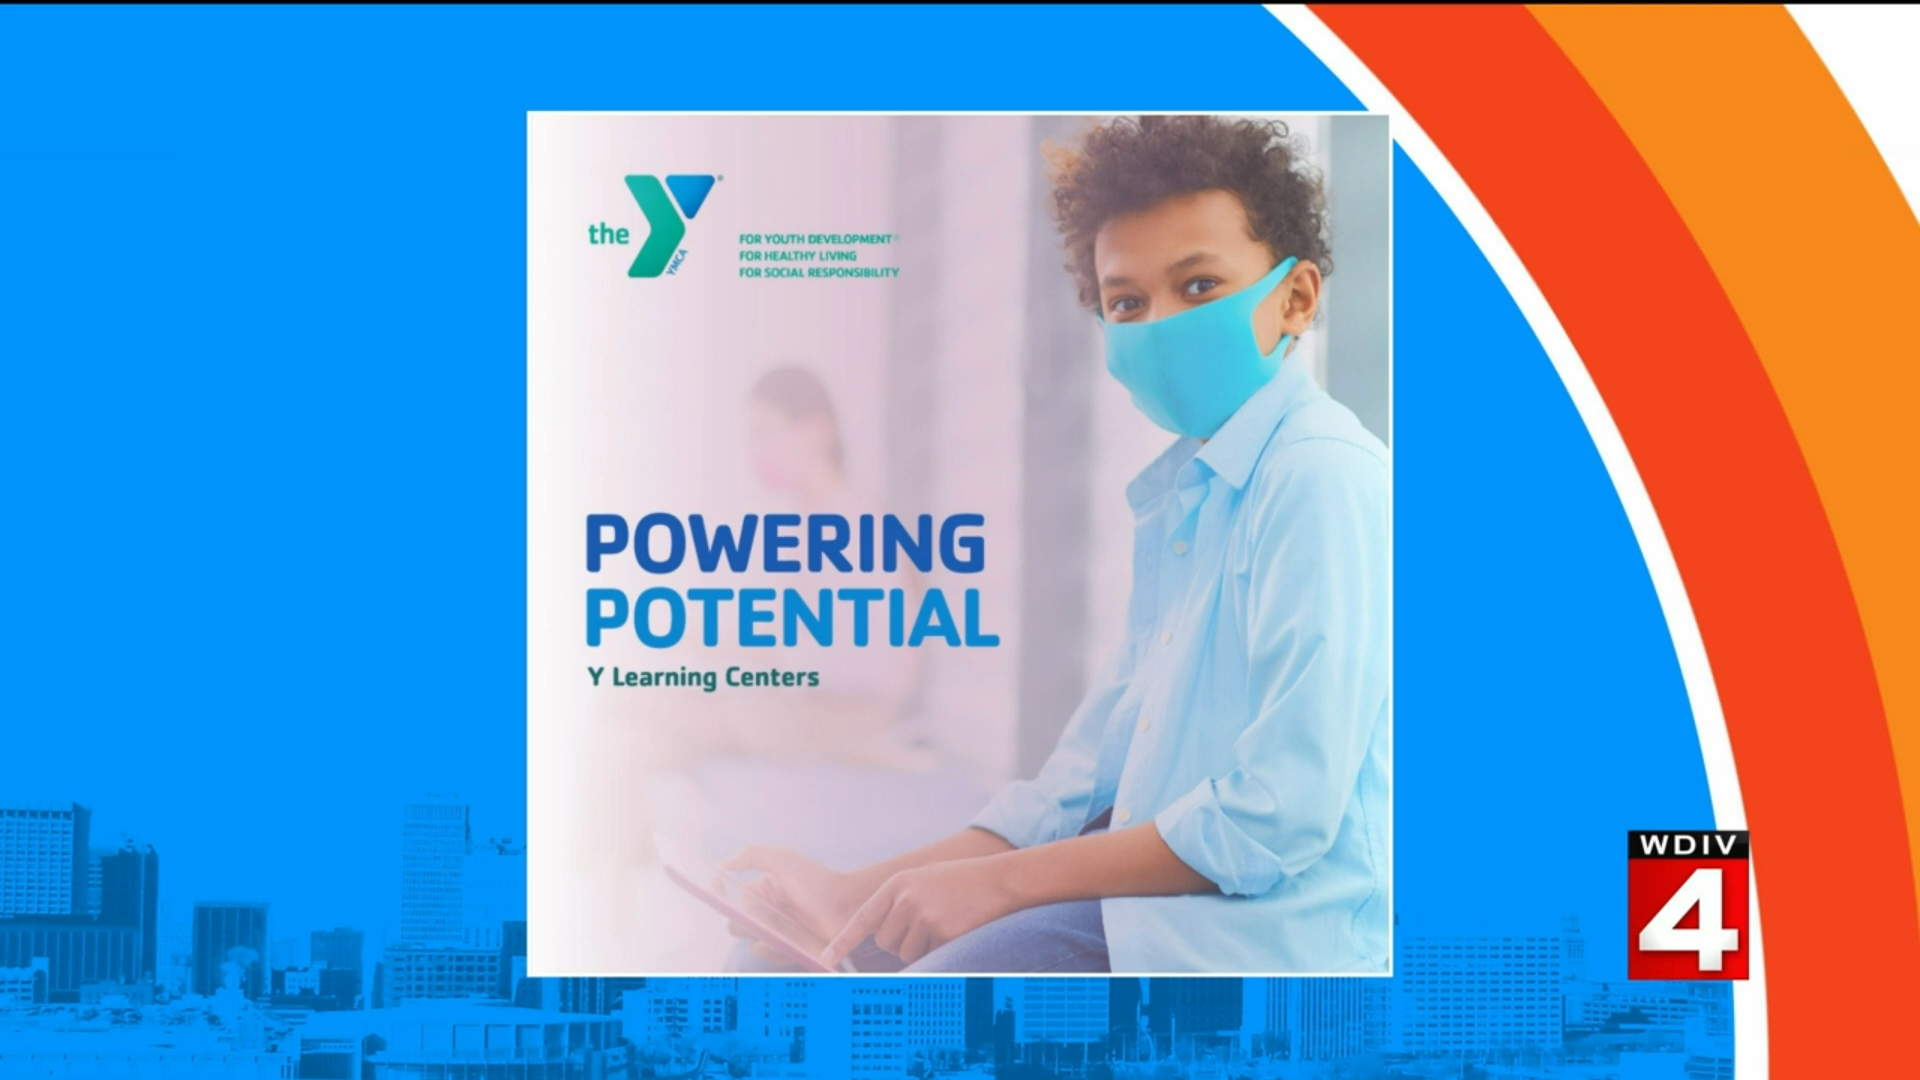 the
YMCA
FOR YOUTH DEVELOPMENT®
FOR HEALTHY LIVING
FOR SOCIAL RESPONSIBILITY
POWERING
POTENTIAL
Y Learning Centers
WDIV
4